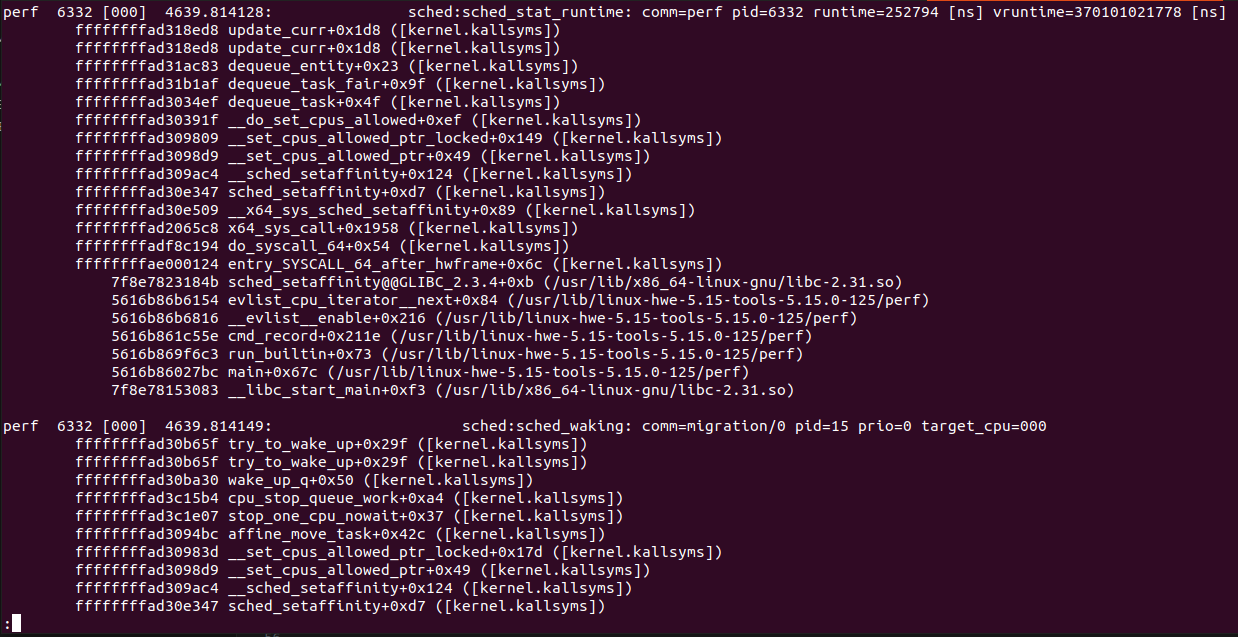 perf  6332 [000]  4639.814128:               sched:sched_stat_runtime: comm=perf pid=6332 runtime=252794 [ns] vruntime=370101021778 [ns]
        ffffffffad318ed8 update_curr+0x1d8 ([kernel.kallsyms])
        ffffffffad318ed8 update_curr+0x1d8 ([kernel.kallsyms])
        ffffffffad31ac83 dequeue_entity+0x23 ([kernel.kallsyms])
        ffffffffad31b1af dequeue_task_fair+0x9f ([kernel.kallsyms])
        ffffffffad3034ef dequeue_task+0x4f ([kernel.kallsyms])
        ffffffffad30391f __do_set_cpus_allowed+0xef ([kernel.kallsyms])
        ffffffffad309809 __set_cpus_allowed_ptr_locked+0x149 ([kernel.kallsyms])
        ffffffffad3098d9 __set_cpus_allowed_ptr+0x49 ([kernel.kallsyms])
        ffffffffad309ac4 __sched_setaffinity+0x124 ([kernel.kallsyms])
        ffffffffad30e347 sched_setaffinity+0xd7 ([kernel.kallsyms])
        ffffffffad30e509 __x64_sys_sched_setaffinity+0x89 ([kernel.kallsyms])
        ffffffffad2065c8 x64_sys_call+0x1958 ([kernel.kallsyms])
        ffffffffadf8c194 do_syscall_64+0x54 ([kernel.kallsyms])
        ffffffffae000124 entry_SYSCALL_64_after_hwframe+0x6c ([kernel.kallsyms])
            7f8e7823184b sched_setaffinity@@GLIBC_2.3.4+0xb (/usr/lib/x86_64-linux-gnu/libc-2.31.so)
            5616b86b6154 evlist_cpu_iterator__next+0x84 (/usr/lib/linux-hwe-5.15-tools-5.15.0-125/perf)
            5616b86b6816 __evlist__enable+0x216 (/usr/lib/linux-hwe-5.15-tools-5.15.0-125/perf)
            5616b861c55e cmd_record+0x211e (/usr/lib/linux-hwe-5.15-tools-5.15.0-125/perf)
            5616b869f6c3 run_builtin+0x73 (/usr/lib/linux-hwe-5.15-tools-5.15.0-125/perf)
            5616b86027bc main+0x67c (/usr/lib/linux-hwe-5.15-tools-5.15.0-125/perf)
            7f8e78153083 __libc_start_main+0xf3 (/usr/lib/x86_64-linux-gnu/libc-2.31.so)

perf  6332 [000]  4639.814149:                     sched:sched_waking: comm=migration/0 pid=15 prio=0 target_cpu=000
        ffffffffad30b65f try_to_wake_up+0x29f ([kernel.kallsyms])
        ffffffffad30b65f try_to_wake_up+0x29f ([kernel.kallsyms])
        ffffffffad30ba30 wake_up_q+0x50 ([kernel.kallsyms])
        ffffffffad3c15b4 cpu_stop_queue_work+0xa4 ([kernel.kallsyms])
        ffffffffad3c1e07 stop_one_cpu_nowait+0x37 ([kernel.kallsyms])
        ffffffffad3094bc affine_move_task+0x42c ([kernel.kallsyms])
        ffffffffad30983d __set_cpus_allowed_ptr_locked+0x17d ([kernel.kallsyms])
        ffffffffad3098d9 __set_cpus_allowed_ptr+0x49 ([kernel.kallsyms])
        ffffffffad309ac4 __sched_setaffinity+0x124 ([kernel.kallsyms])
        ffffffffad30e347 sched_setaffinity+0xd7 ([kernel.kallsyms])
: